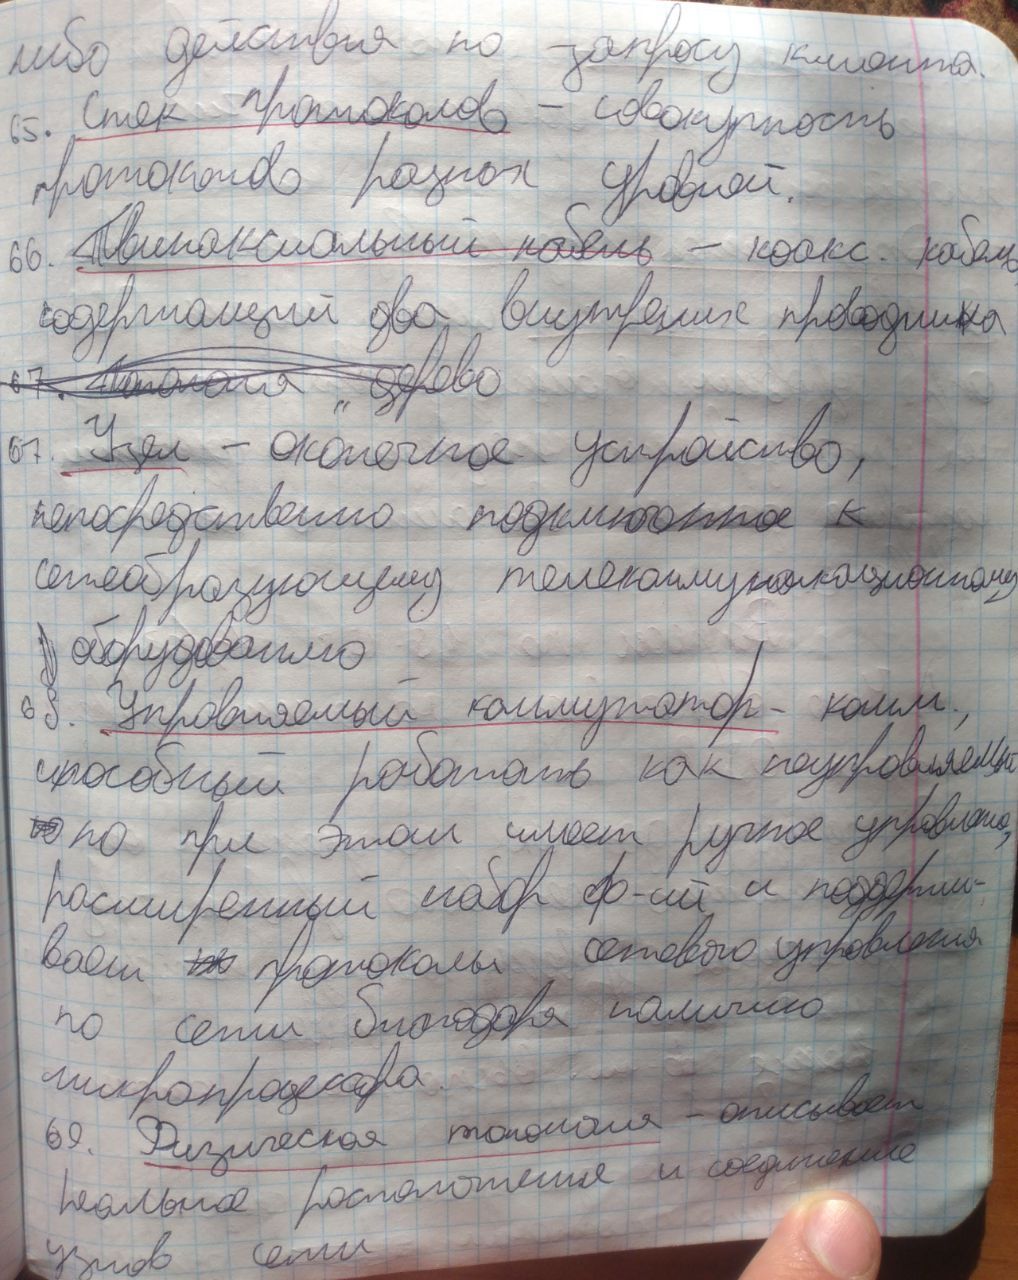 либо действия по запросу клиента.
65. Стек протоколов – совокупность
протоколов разных уровней.
66. Твинаксиальный кабель – коакс. кабель,
содержащий два внутренних проводника
67. Топология "дерево
67. Узел – оконечное устройство,
непосредственно подключенное к
сетеобразующему телекоммуникационному
оборудованию
68. Управляемый коммутатор – комм.,
способный работать как неуправляемый
но при этом имеет ручное управление,
расширенный набор ф-ий и поддержи-
вает протоколы сетевого управления
по сети благодаря наличию
микропроцессора.
69. Физическая топология – описывает
реальное расположение и соединение
узлов сети